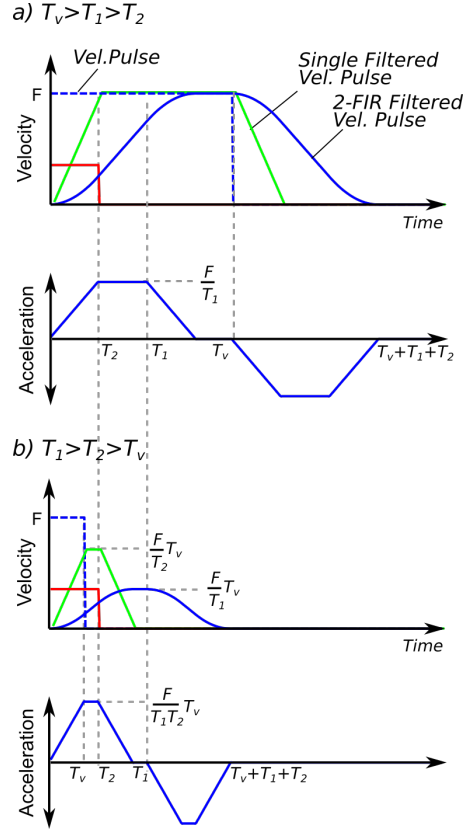 a) Tv>T1>T2
Vel.Pulse
Single Filtered
Vel. Pulse
2-FIR Filtered
Vel. Pulse
F
Velocity
Time
F
T1
Acceleration
T2 T1 Tv Tv+T1+T2
b) T1>T2>Tv
F
F
T2 Tv
F
T1 Tv
Velocity
Time
F
T1T2 Tv
Acceleration
Tv T2 T1 Tv+T1+T2